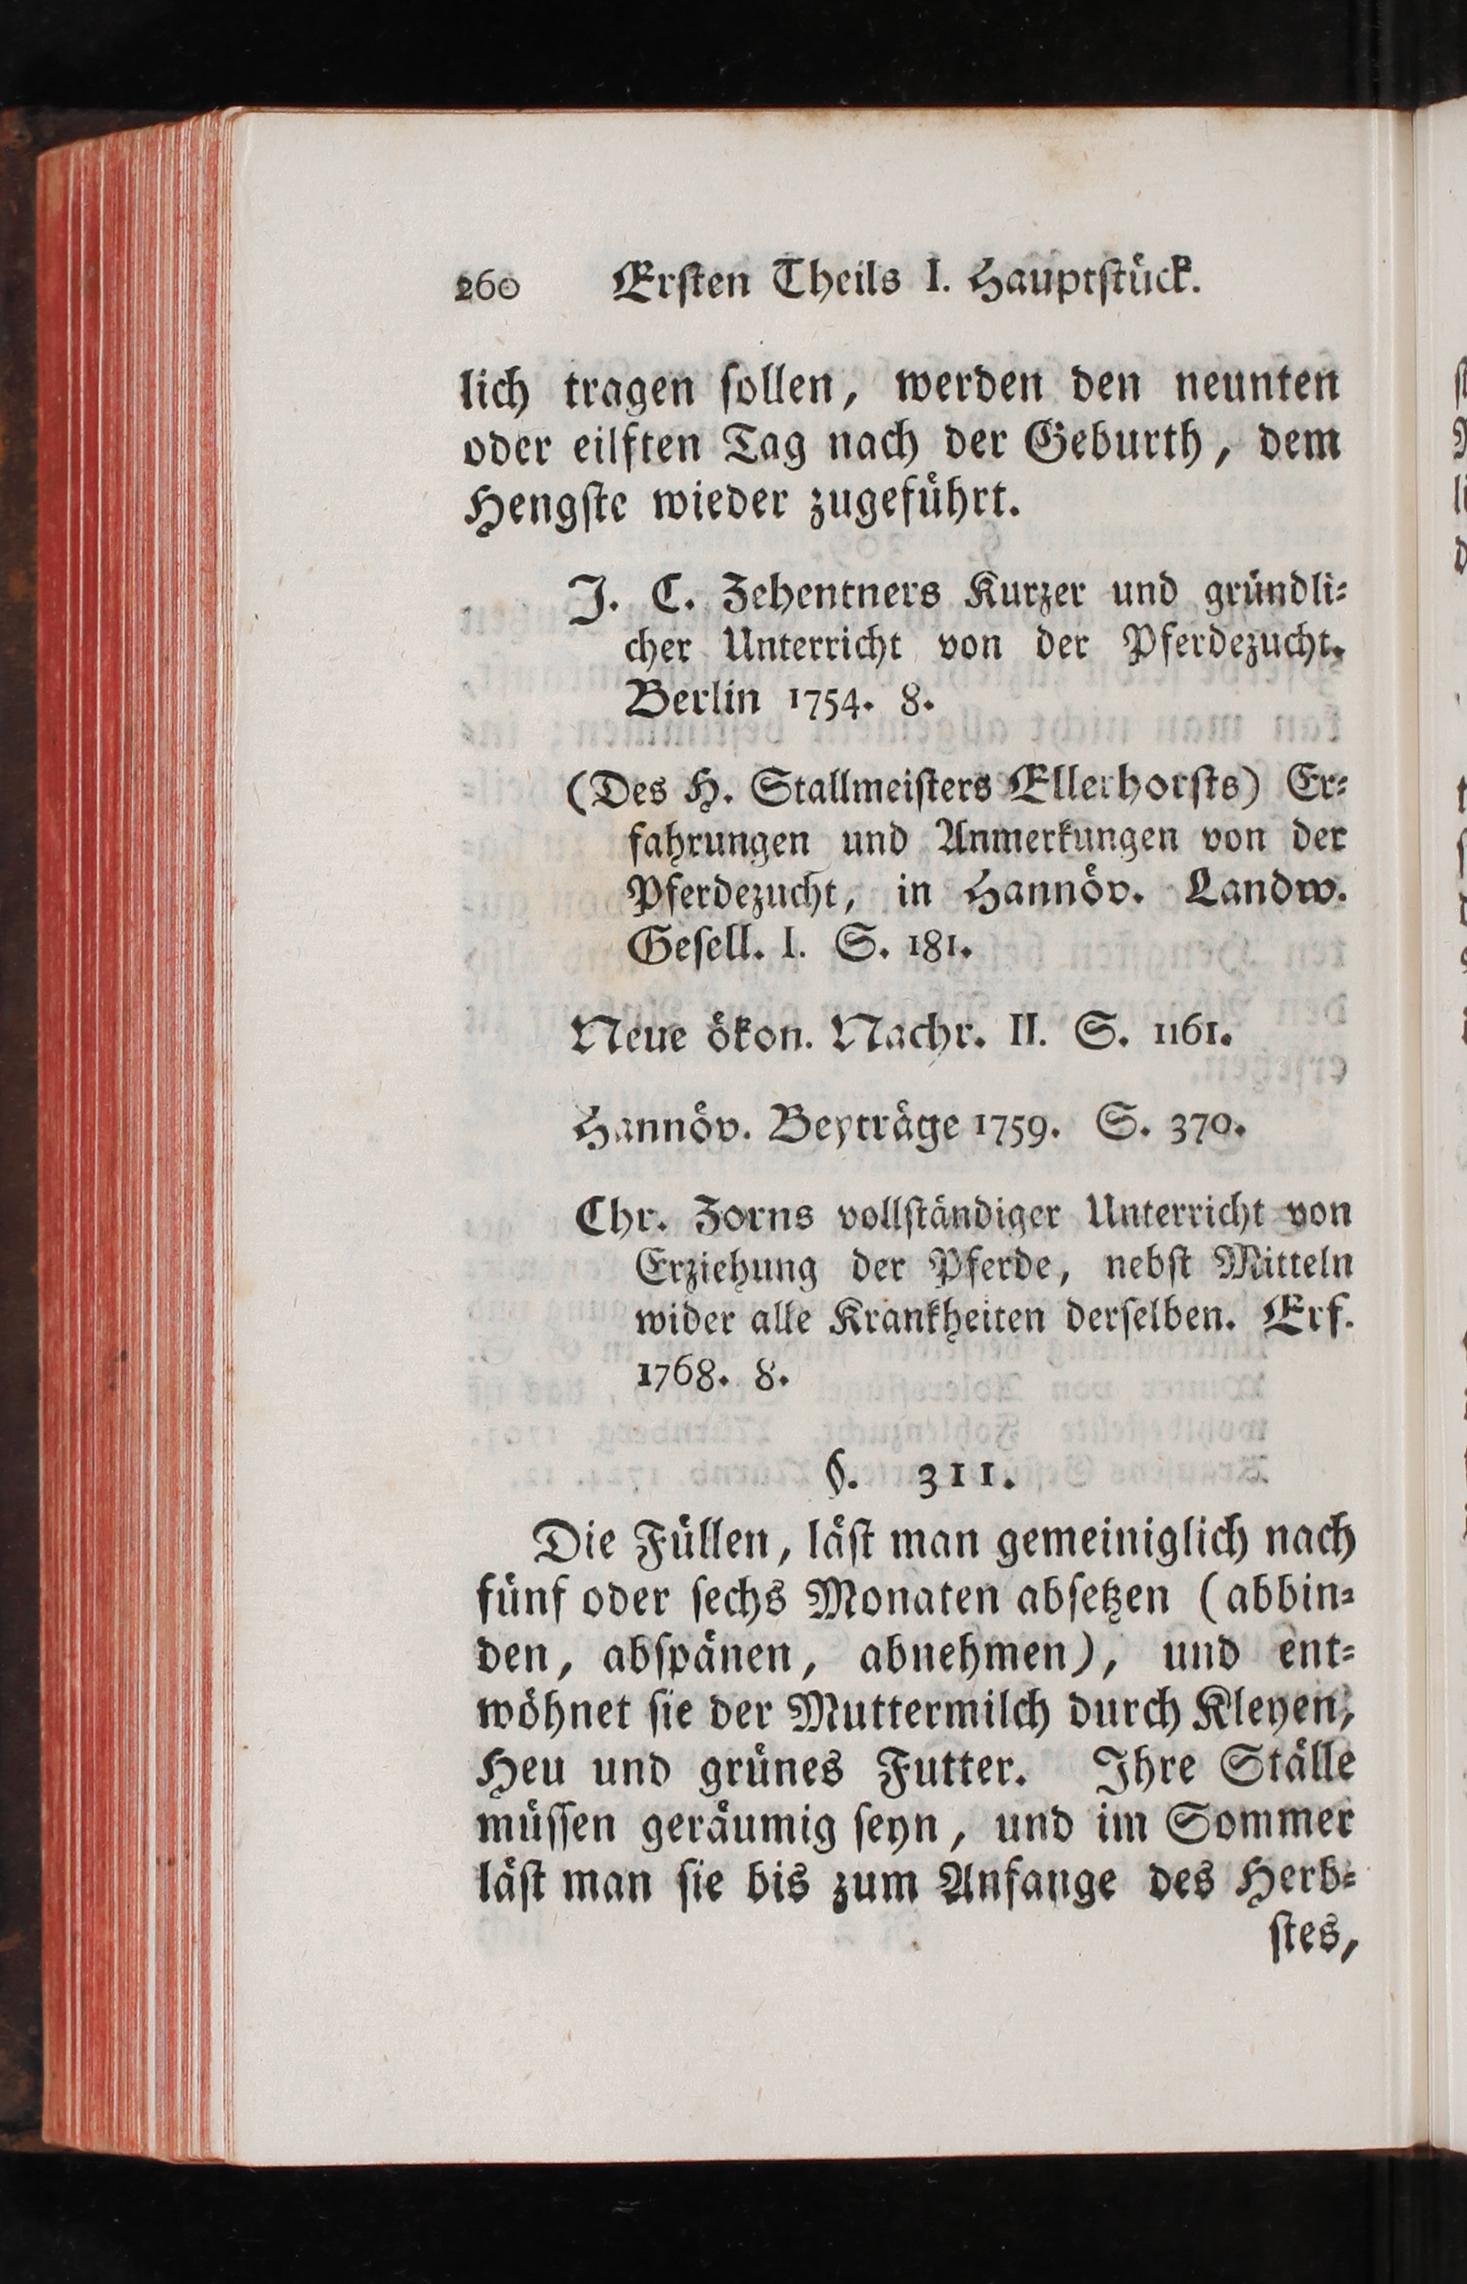 260 Erſten Theils I. Hauptſtück.
lich tragen ſollen, werden den neunten
oder eilften Tag nach der Geburth, dem
Hengſte wieder zugeführt.
J. C. Zehentners Kurzer und gründli⸗
cher Unterricht von der Pferdezucht.
Berlin 1754. 8.
(Des H. Stallmeiſters Ellerhorſts) Er⸗
fahrungen und Anmerkungen von der
Pferdezucht, in Hannöv. Landw.
Geſell. I. S. 181.
Neue ökon. Nachr. II. S. 1161.
Hannöv. Beyträge 1759. S. 370.
Chr. Zorns vollſtändiger Unterricht von
Erziehung der Pferde, nebſt Mitteln
wider alle Krankheiten derſelben. Erf.
1768. 8.
§. 311.
Die Füllen, läſt man gemeiniglich nach
fünf oder ſechs Monaten abſetzen (abbin⸗
den, abſpänen, abnehmen), und ent⸗
wöhnet ſie der Muttermilch durch Kleyen,
Heu und grünes Futter. Ihre Ställe
müſſen geräumig ſeyn, und im Sommer
läſt man ſie bis zum Anfange des Herb⸗
ſtes,